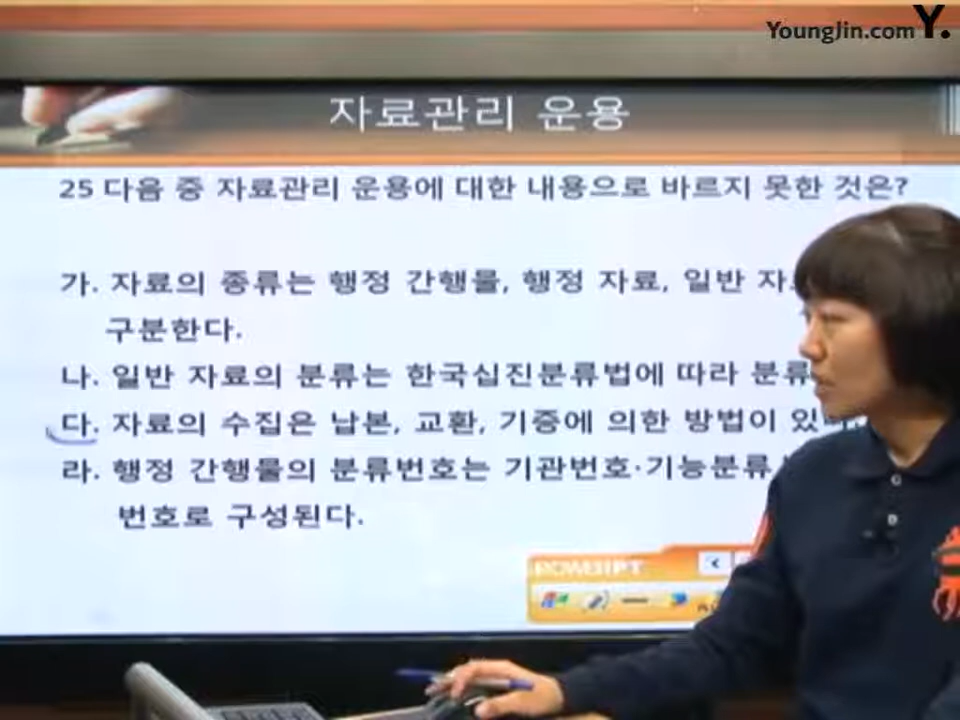 YoungJin.com Y.
자료관리 운용
25 다음 중 자료관리 운용에 대한 내용으로 바르지 못한 것은?
가. 자료의 종류는 행정 간행물, 행정 자료, 일반
구분한다.
나. 일반 자료의 분류는 한국십진분류법에 따라
다. 자료의 수집은 납본, 교환, 기증에 의한 방법이
라. 행정 간행물의 분류번호는 기관번호·기능분류
번호로 구성된다.